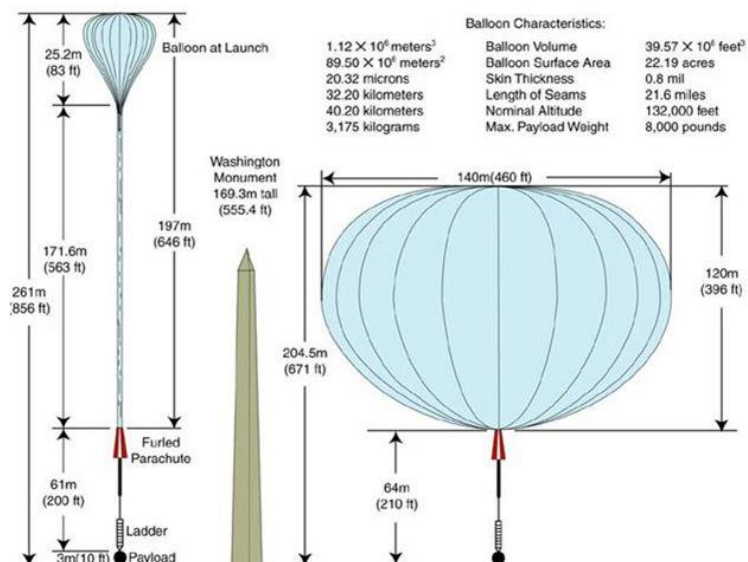 Balloon Characteristics:
1.12 X 10⁶ meters³ Balloon Volume 39.57 X 10⁶ feet³
89.50 X 10⁶ meters² Balloon Surface Area 22.19 acres
20.32 microns Skin Thickness 0.8 mil
32.20 kilometers Length of Seams 21.6 miles
40.20 kilometers Nominal Altitude 132,000 feet
3,175 kilograms Max. Payload Weight 8,000 pounds
25.2m
(83 ft)
Balloon at Launch
171.6m
(563 ft)
197m
(646 ft)
261m
(856 ft)
Furled
Parachute
61m
(200 ft)
Ladder
3m(10 ft)
Payload
Washington
Monument
169.3m tall
(555.4 ft)
140m(460 ft)
120m
(396 ft)
204.5m
(671 ft)
64m
(210 ft)